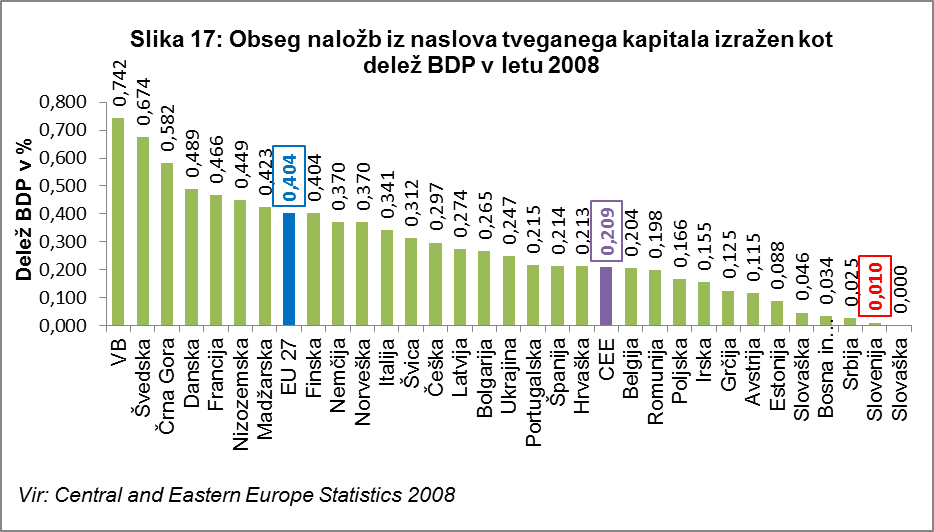 Slika 17: Obseg naložb iz naslova tveganega kapitala izražen kot
delež BDP v letu 2008
Delež BDP v %
0,800
0,700
0,600
0,500
0,400
0,300
0,200
0,100
0,000
0,742
0,674
0,582
0,489
0,466
0,449
0,423
0,404
0,404
0,370
0,370
0,341
0,312
0,297
0,274
0,265
0,247
0,215
0,214
0,213
0,209
0,204
0,198
0,166
0,155
0,125
0,115
0,088
0,046
0,034
0,025
0,010
0,000
VB
Švedska
Črna Gora
Danska
Francija
Nizozemska
Madžarska
EU 27
Finska
Nemčija
Norveška
Italija
Švica
Češka
Latvija
Bolgarija
Ukrajina
Portugalska
Španija
Hrvaška
CEE
Belgija
Romunija
Poljska
Irska
Grčija
Avstrija
Estonija
Slovaška
Bosna in…
Srbija
Slovenija
Slovaška
Vir: Central and Eastern Europe Statistics 2008